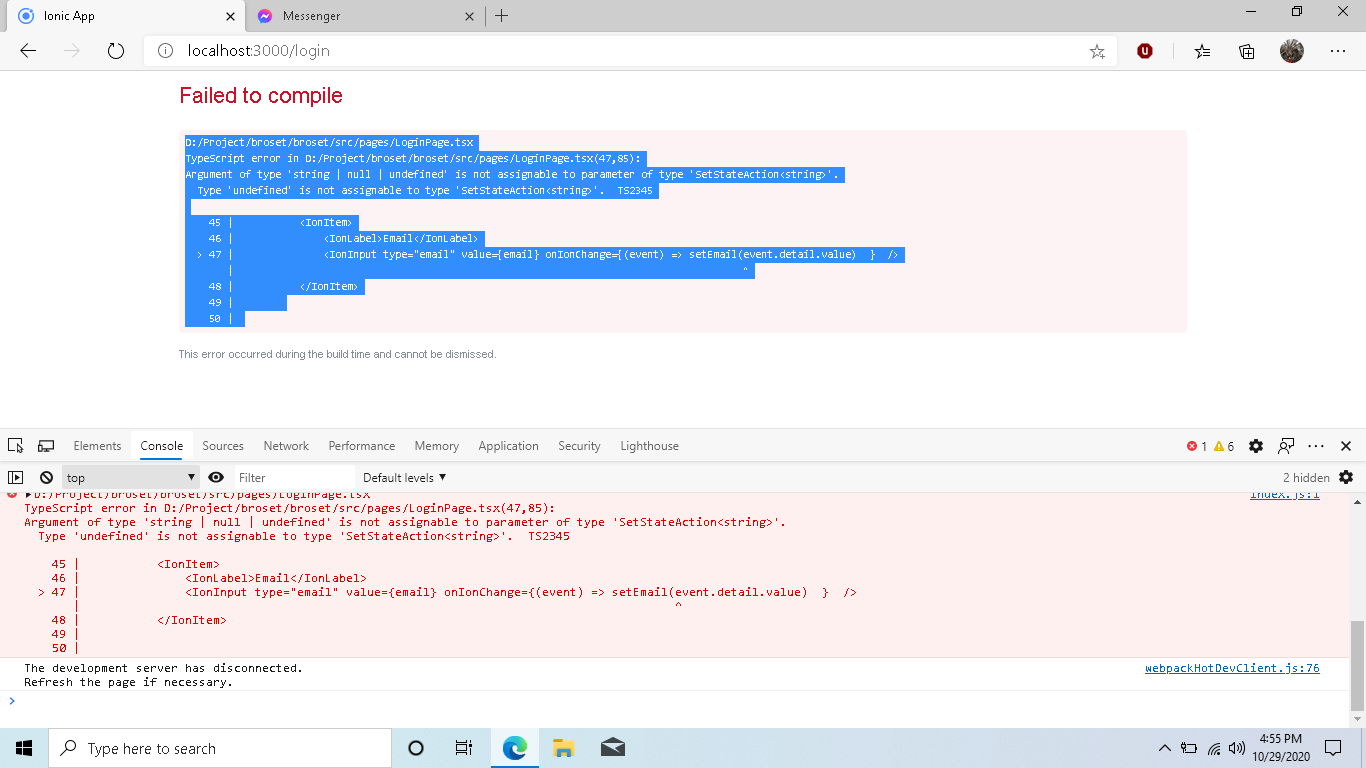 Ionic App
Messenger
localhost:3000/login
Failed to compile
D:/Project/broset/broset/src/pages/LoginPage.tsx
TypeScript error in D:/Project/broset/broset/src/pages/LoginPage.tsx(47,85):
Argument of type 'string | null | undefined' is not assignable to parameter of type 'SetStateAction<string>'.
  Type 'undefined' is not assignable to type 'SetStateAction<string>'.  TS2345
    45 |          <IonItem>
    46 |              <IonLabel>Email</IonLabel>
  > 47 |              <IonInput type="email" value={email} onIonChange={(event) => setEmail(event.detail.value)  }  />
       |                                                                                    ^
    48 |          </IonItem>
    49 |
    50 |
This error occurred during the build time and cannot be dismissed.
Elements Console Sources Network Performance Memory Application Security Lighthouse 1 6
top Filter Default levels 2 hidden
D:/Project/broset/broset/src/pages/LoginPage.tsx index.js:1
TypeScript error in D:/Project/broset/broset/src/pages/LoginPage.tsx(47,85):
Argument of type 'string | null | undefined' is not assignable to parameter of type 'SetStateAction<string>'.
  Type 'undefined' is not assignable to type 'SetStateAction<string>'.  TS2345
    45 |           <IonItem>
    46 |               <IonLabel>Email</IonLabel>
  > 47 |               <IonInput type="email" value={email} onIonChange={(event) => setEmail(event.detail.value)  }  />
       |                                                                                     ^
    48 |           </IonItem>
    49 |
    50 |
The development server has disconnected. webpackHotDevClient.js:76
Refresh the page if necessary.
>
Type here to search
4:55 PM
10/29/2020